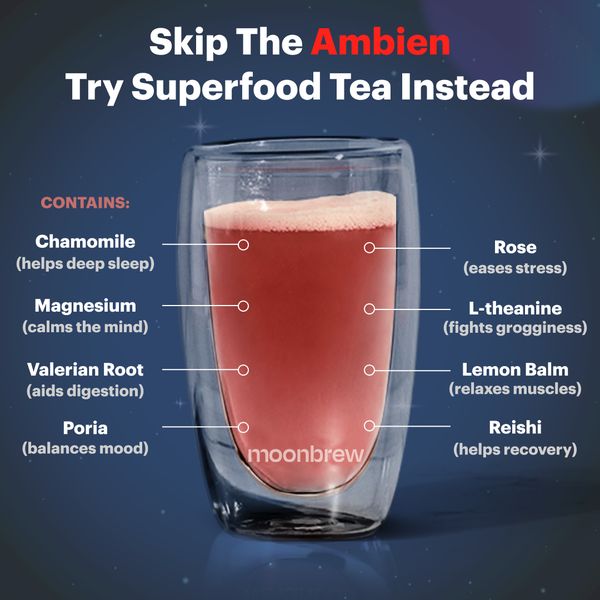 Skip The Ambien
Try Superfood Tea Instead
CONTAINS:
Chamomile
(helps deep sleep)
Magnesium
(calms the mind)
Valerian Root
(aids digestion)
Poria
(balances mood)
Rose
(eases stress)
L-theanine
(fights grogginess)
Lemon Balm
(relaxes muscles)
Reishi
(helps recovery)
moonbrew